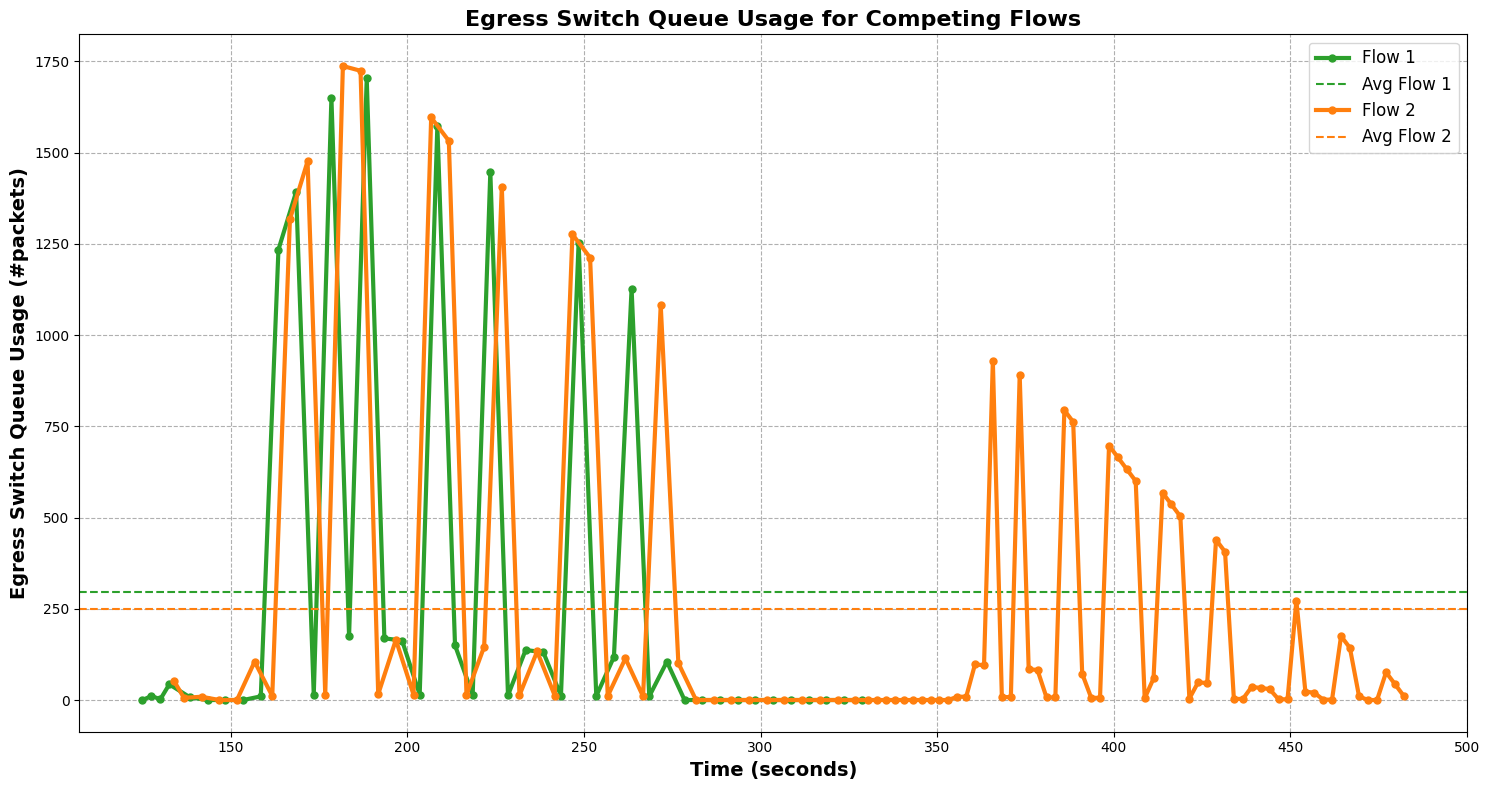 Egress Switch Queue Usage for Competing Flows
Egress Switch Queue Usage (#packets)
1750
1500
1250
1000
750
500
250
0
Flow 1
Avg Flow 1
Flow 2
Avg Flow 2
150
200
250
300
350
400
450
500
Time (seconds)